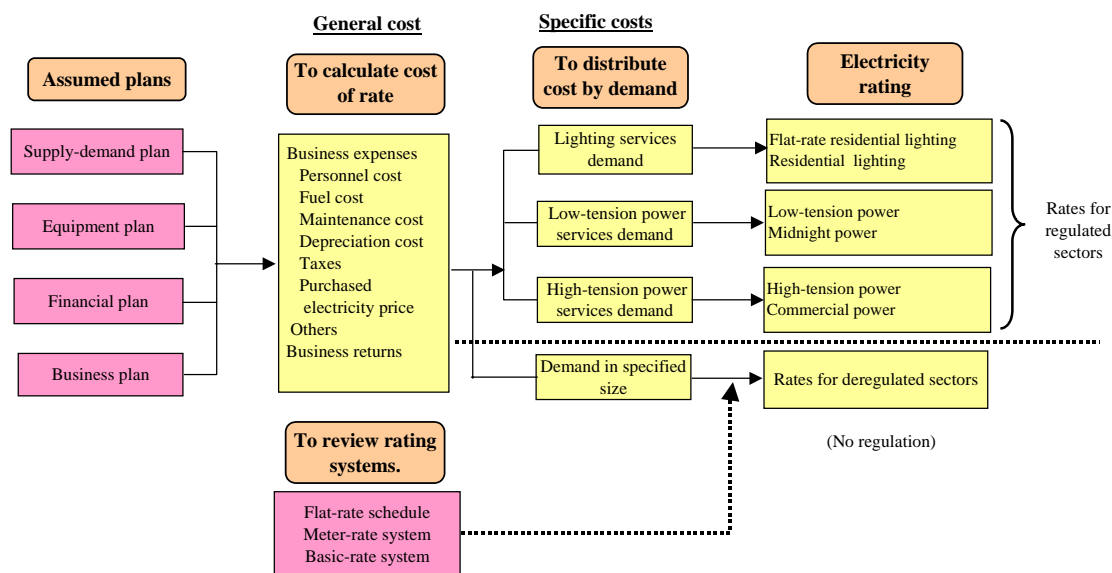 General cost
Specific costs
Assumed plans
To calculate cost
of rate
To distribute
cost by demand
Electricity
rating
Supply-demand plan
Equipment plan
Financial plan
Business plan
Business expenses
Personnel cost
Fuel cost
Maintenance cost
Depreciation cost
Taxes
Purchased
electricity price
Others
Business returns
Lighting services
demand
Low-tension power
services demand
High-tension power
services demand
Demand in specified
size
Flat-rate residential lighting
Residential lighting
Low-tension power
Midnight power
High-tension power
Commercial power
Rates for deregulated sectors
Rates for
regulated
sectors
(No regulation)
To review rating
systems.
Flat-rate schedule
Meter-rate system
Basic-rate system